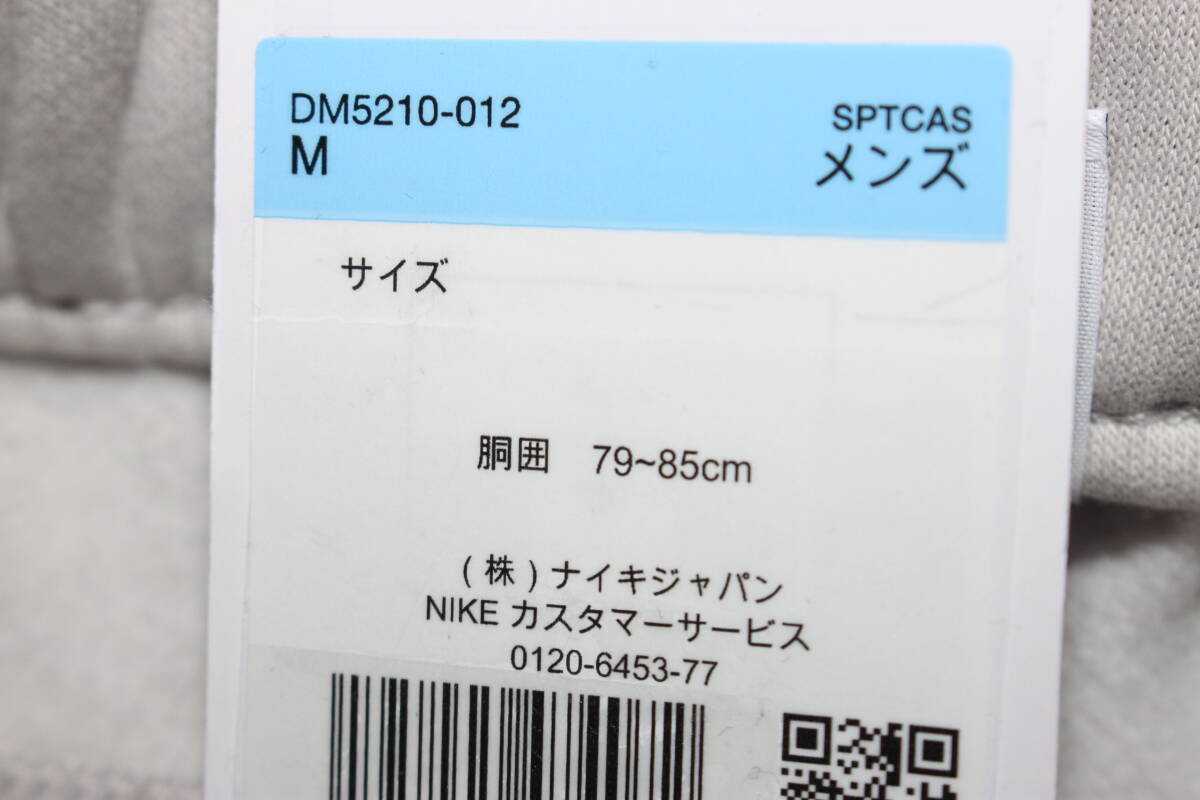 DM5210-012
M
SPTCAS
メンズ
サイズ
胴囲 79~85cm
(株)ナイキジャパン
NIKE カスタマーサービス
0120-6453-77